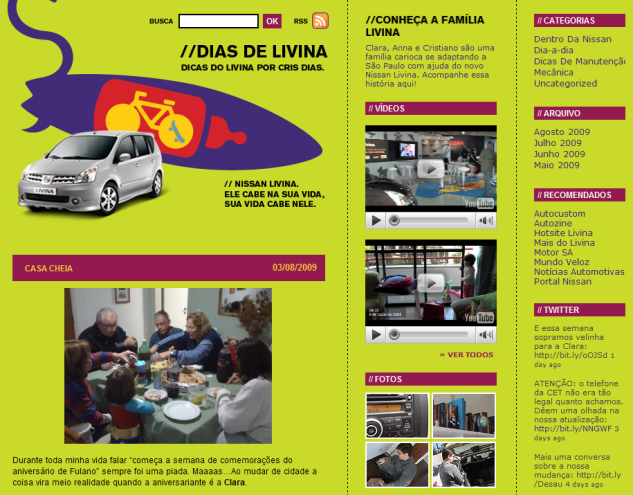 BUSCA
OK
RSS
//DIAS DE LIVINA
DICAS DO LIVINA POR CRIS DIAS.
LIVINA
// NISSAN LIVINA.
ELE CABE NA SUA VIDA,
SUA VIDA CABE NELE.
CASA CHEIA 03/08/2009
Durante toda minha vida falar "começa a semana de comemorações do
aniversário de Fulano" sempre foi uma piada. Maaaas...Ao mudar de cidade a
coisa vira meio realidade quando a aniversariante é a Clara.
//CONHEÇA A FAMÍLIA
LIVINA
Clara, Anna e Cristiano são uma
família carioca se adaptando a
São Paulo com ajuda do novo
Nissan Livina. Acompanhe essa
história aqui!
// VÍDEOS
YouTube
YouTube
» VER TODOS
// FOTOS
// CATEGORIAS
Dentro Da Nissan
Dia-a-dia
Dicas De Manutençã
Mecânica
Uncategorized
// ARQUIVO
Agosto 2009
Julho 2009
Junho 2009
Maio 2009
// RECOMENDADOS
Autocustom
Autozine
Hotsite Livina
Mais do Livina
Motor SA
Mundo Veloz
Notícias Automotivas
Portal Nissan
// TWITTER
E essa semana
sopramos velinha
para a Clara:
http://bit.ly/oOJSd 1
day ago
ATENÇÃO: o telefone
da CET não era tão
legal quanto achamos.
Dêem uma olhada na
nossa atualização:
http://bit.ly/NNGWF 3
days ago
Mais uma conversa
sobre a nossa
mudança: http://bit.ly
/Desau 4 days ago